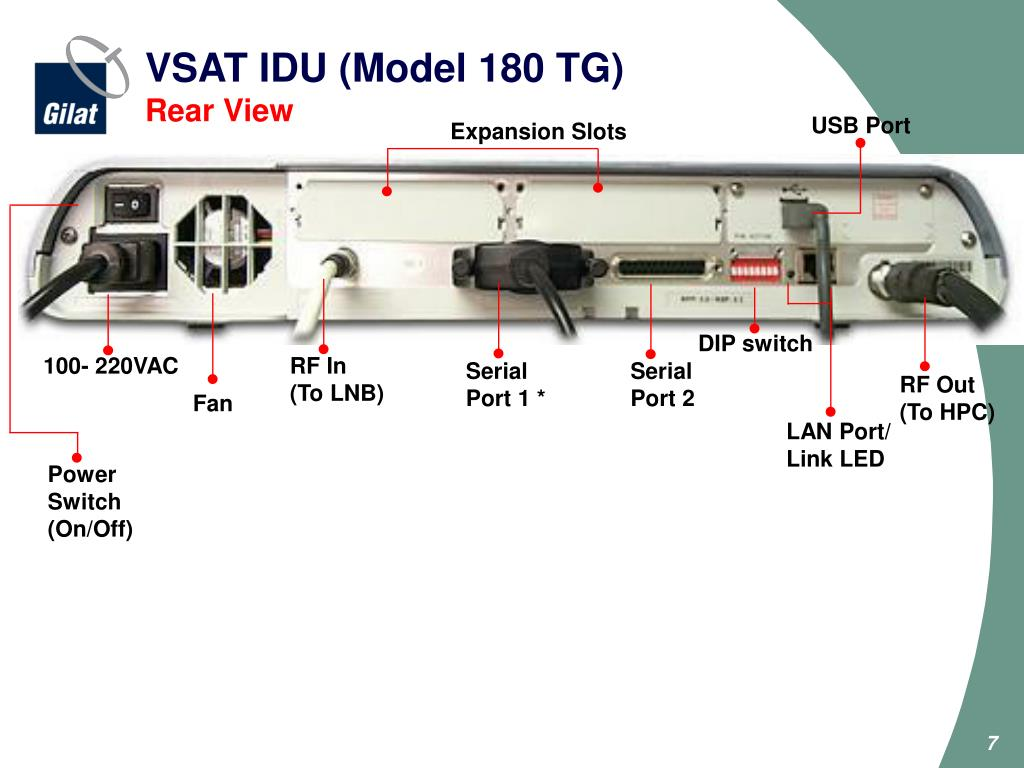 VSAT IDU (Model 180 TG)
Rear View
Gilat
Expansion Slots
USB Port
100- 220VAC
Fan
RF In
(To LNB)
Serial
Port 1 *
Serial
Port 2
DIP switch
LAN Port/
Link LED
RF Out
(To HPC)
Power
Switch
(On/Off)
7